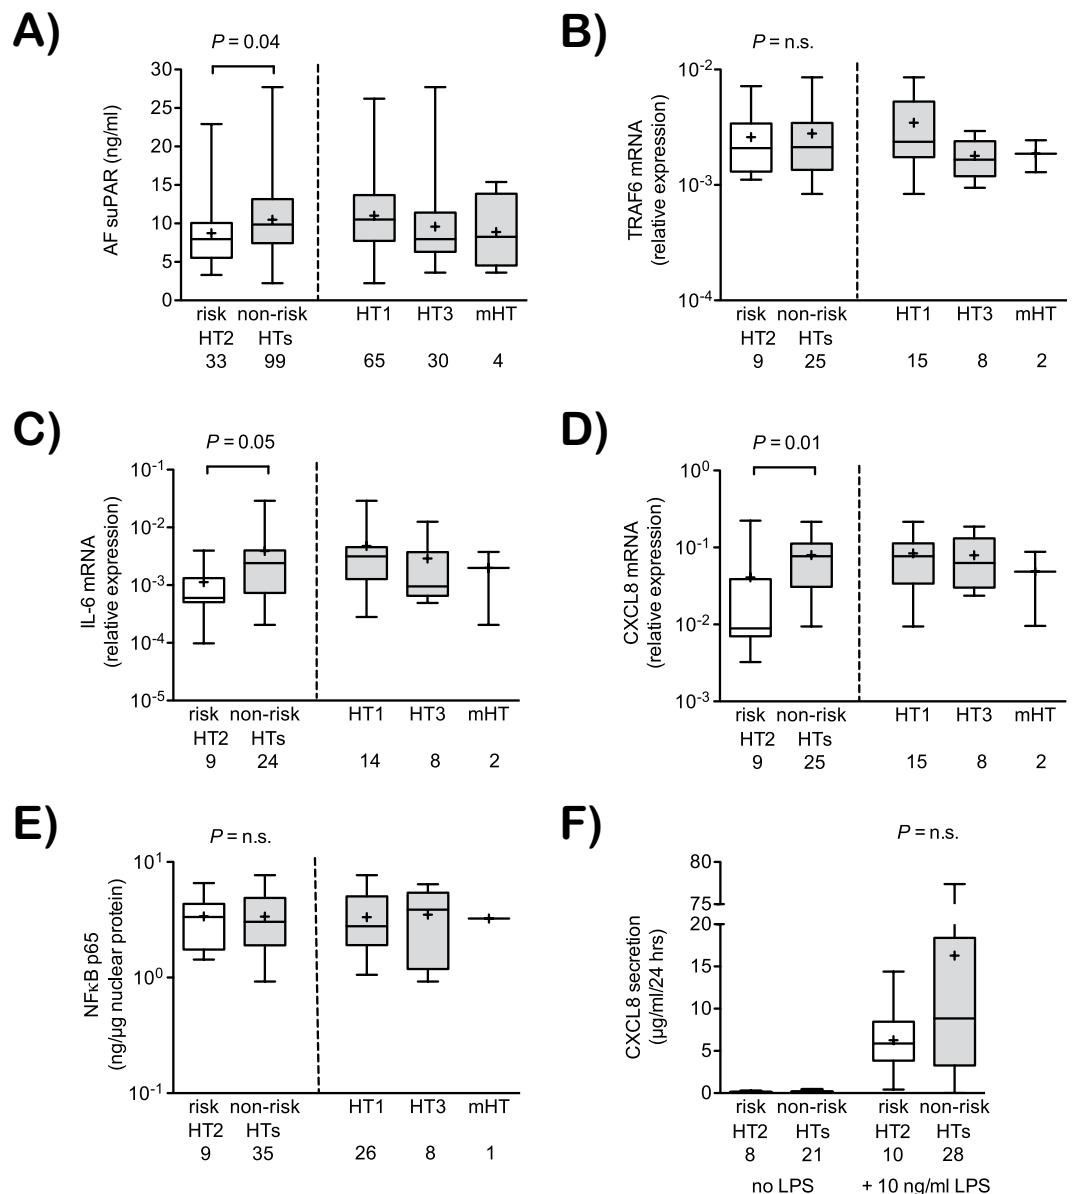 A)
P = 0.04
AF suPAR (ng/ml)
30
25
20
15
10
5
0
risk non-risk HT1 HT3 mHT
HT2 HTs
33 99 65 30 4
B)
P = n.s.
TRAF6 mRNA
(relative expression)
10-2
10-3
10-4
risk non-risk HT1 HT3 mHT
HT2 HTs
9 25 15 8 2
C)
P = 0.05
IL-6 mRNA
(relative expression)
10-1
10-2
10-3
10-4
10-5
risk non-risk HT1 HT3 mHT
HT2 HTs
9 24 14 8 2
D)
P = 0.01
CXCL8 mRNA
(relative expression)
100
10-1
10-2
10-3
risk non-risk HT1 HT3 mHT
HT2 HTs
9 25 15 8 2
E)
P = n.s.
NFκB p65
(ng/µg nuclear protein)
101
100
10-1
risk non-risk HT1 HT3 mHT
HT2 HTs
9 35 26 8 1
F)
P = n.s.
CXCL8 secretion
(µg/ml/24 hrs)
80
75
20
15
10
5
0
risk non-risk risk non-risk
HT2 HTs HT2 HTs
8 21 10 28
no LPS + 10 ng/ml LPS